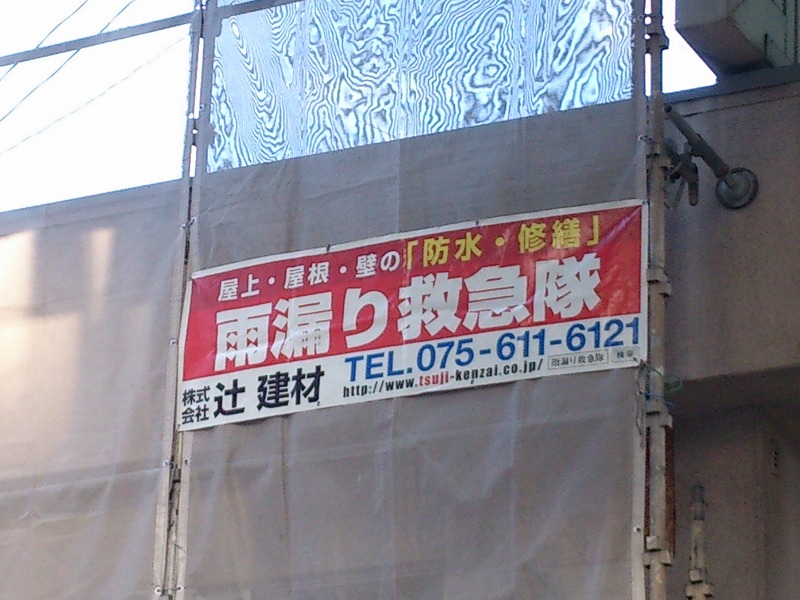 屋上・屋根・壁の「防水・修繕」
雨漏り救急隊
株式会社 辻 建材
TEL.075-611-6121
http://www.tsuji-kenzai.co.jp/ 雨漏り救急隊 検索